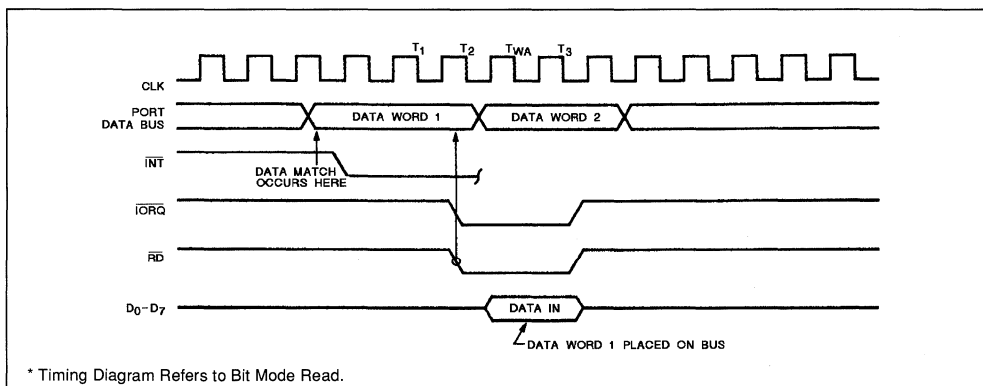 T1 T2 TWA T3
CLK
PORT
DATA BUS
DATA WORD 1 DATA WORD 2
INT
DATA MATCH
OCCURS HERE
IORQ
RD
D0-D7
DATA IN
DATA WORD 1 PLACED ON BUS
* Timing Diagram Refers to Bit Mode Read.